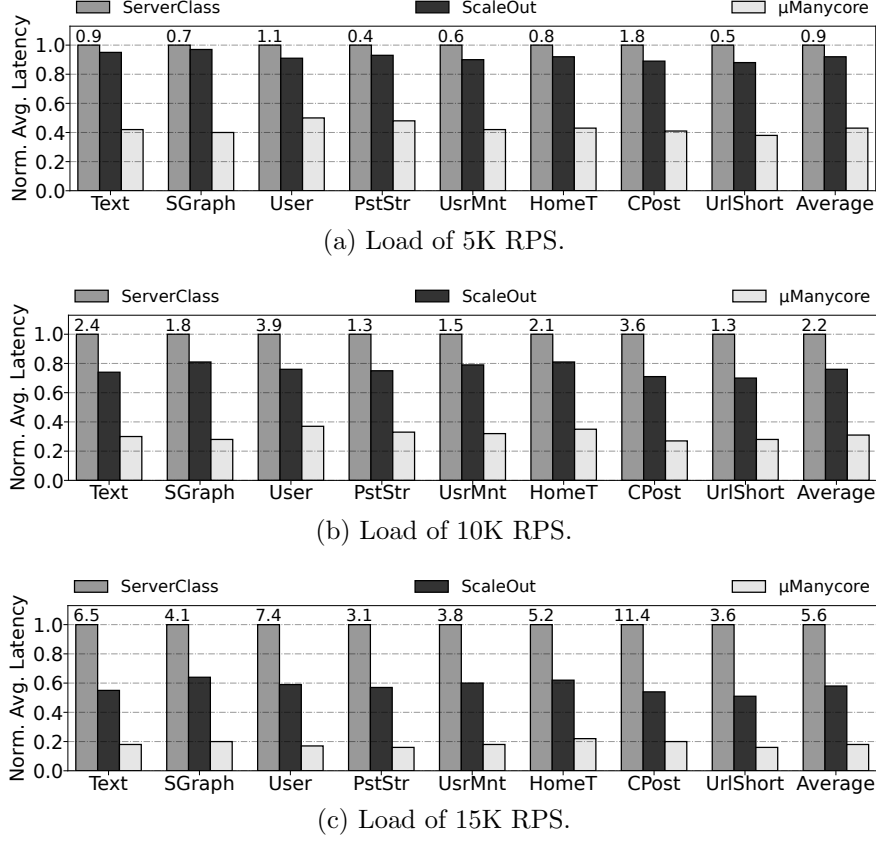 ServerClass ScaleOut μManycore
0.9 0.7 1.1 0.4 0.6 0.8 1.8 0.5 0.9
Norm. Avg. Latency
1.0
0.8
0.6
0.4
0.2
0.0
Text SGraph User PstStr UsrMnt HomeT CPost UrlShort Average
(a) Load of 5K RPS.
ServerClass ScaleOut μManycore
2.4 1.8 3.9 1.3 1.5 2.1 3.6 1.3 2.2
Norm. Avg. Latency
1.0
0.8
0.6
0.4
0.2
0.0
Text SGraph User PstStr UsrMnt HomeT CPost UrlShort Average
(b) Load of 10K RPS.
ServerClass ScaleOut μManycore
6.5 4.1 7.4 3.1 3.8 5.2 11.4 3.6 5.6
Norm. Avg. Latency
1.0
0.8
0.6
0.4
0.2
0.0
Text SGraph User PstStr UsrMnt HomeT CPost UrlShort Average
(c) Load of 15K RPS.